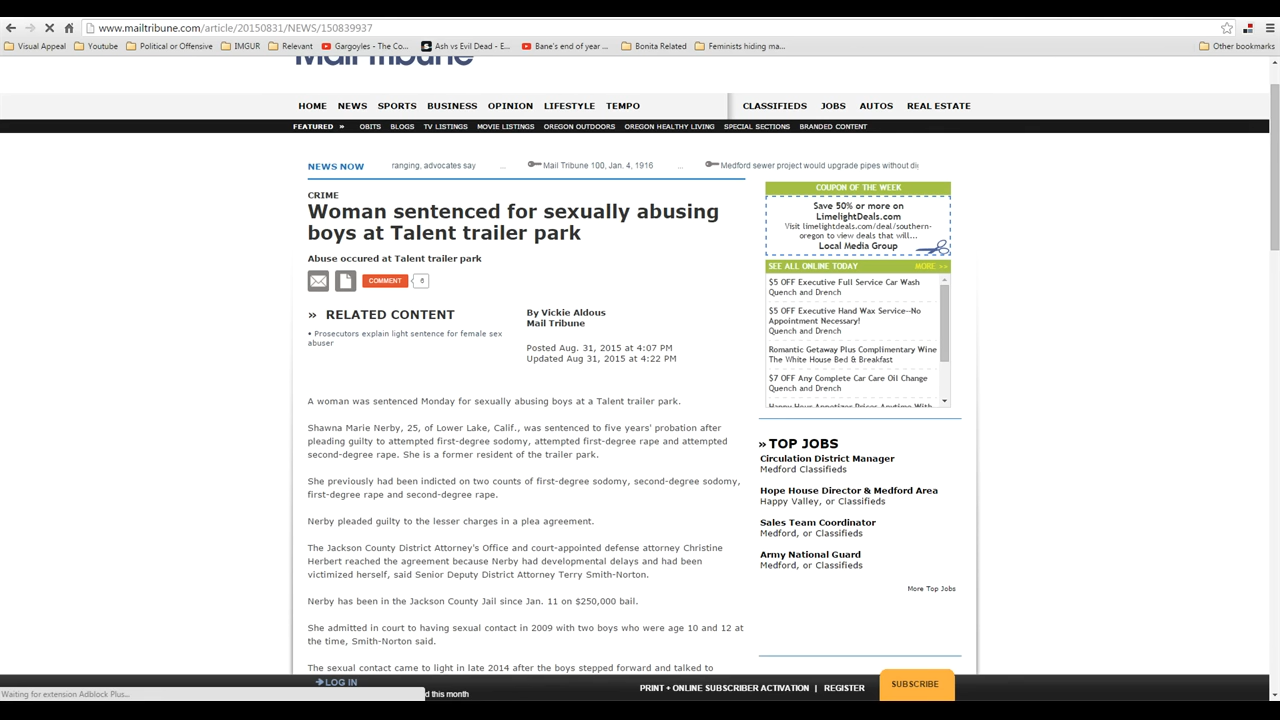 www.mailtribune.com/article/20150831/NEWS/150839937
Visual Appeal Youtube Political or Offensive IMGUR Relevant Gargoyles - The Co... Ash vs Evil Dead - E... Bane's end of year ... Bonita Related Feminists hiding ma... Other bookmarks
Mail Tribune
HOME NEWS SPORTS BUSINESS OPINION LIFESTYLE TEMPO CLASSIFIEDS JOBS AUTOS REAL ESTATE
FEATURED » OBITS BLOGS TV LISTINGS MOVIE LISTINGS OREGON OUTDOORS OREGON HEALTHY LIVING SPECIAL SECTIONS BRANDED CONTENT
NEWS NOW ranging, advocates say ... Mail Tribune 100, Jan. 4, 1916 ... Medford sewer project would upgrade pipes without
CRIME
Woman sentenced for sexually abusing
boys at Talent trailer park
Abuse occured at Talent trailer park
COMMENT 6
» RELATED CONTENT
• Prosecutors explain light sentence for female sex
abuser
By Vickie Aldous
Mail Tribune
Posted Aug. 31, 2015 at 4:07 PM
Updated Aug 31, 2015 at 4:22 PM
A woman was sentenced Monday for sexually abusing boys at a Talent trailer park.
Shawna Marie Nerby, 25, of Lower Lake, Calif., was sentenced to five years' probation after
pleading guilty to attempted first-degree sodomy, attempted first-degree rape and attempted
second-degree rape. She is a former resident of the trailer park.
She previously had been indicted on two counts of first-degree sodomy, second-degree sodomy,
first-degree rape and second-degree rape.
Nerby pleaded guilty to the lesser charges in a plea agreement.
The Jackson County District Attorney's Office and court-appointed defense attorney Christine
Herbert reached the agreement because Nerby had developmental delays and had been
victimized herself, said Senior Deputy District Attorney Terry Smith-Norton.
Nerby has been in the Jackson County Jail since Jan. 11 on $250,000 bail.
She admitted in court to having sexual contact in 2009 with two boys who were age 10 and 12 at
the time, Smith-Norton said.
The sexual contact came to light in late 2014 after the boys stepped forward and talked to
COUPON OF THE WEEK
Save 50% or more on
LimelightDeals.com
Visit limelightdeals.com/deal/southern-
oregon to view deals that will...
Local Media Group
SEE ALL ONLINE TODAY MORE >>
$5 OFF Executive Full Service Car Wash
Quench and Drench
$5 OFF Executive Hand Wax Service--No
Appointment Necessary!
Quench and Drench
Romantic Getaway Plus Complimentary Wine
The White House Bed & Breakfast
$7 OFF Any Complete Car Care Oil Change
Quench and Drench
Happy Hour Appetizer Prices Anytime With
» TOP JOBS
Circulation District Manager
Medford Classifieds
Hope House Director & Medford Area
Happy Valley, or Classifieds
Sales Team Coordinator
Medford, or Classifieds
Army National Guard
Medford, or Classifieds
More Top Jobs
LOG IN
Waiting for extension Adblock Plus... d this month
PRINT + ONLINE SUBSCRIBER ACTIVATION | REGISTER SUBSCRIBE